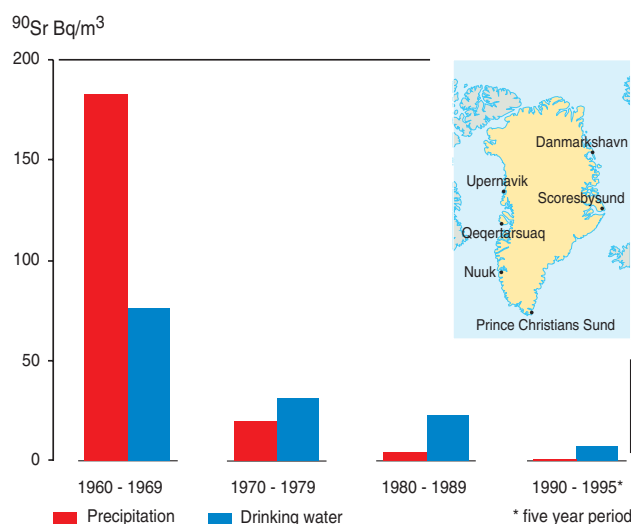 90Sr Bq/m3
200
150
100
50
0
Danmarkshavn
Upernavik
Scoresbysund
Qeqertarsuaq
Nuuk
Prince Christians Sund
1960 - 1969
1970 - 1979
1980 - 1989
1990 - 1995*
Precipitation
Drinking water
* five year period